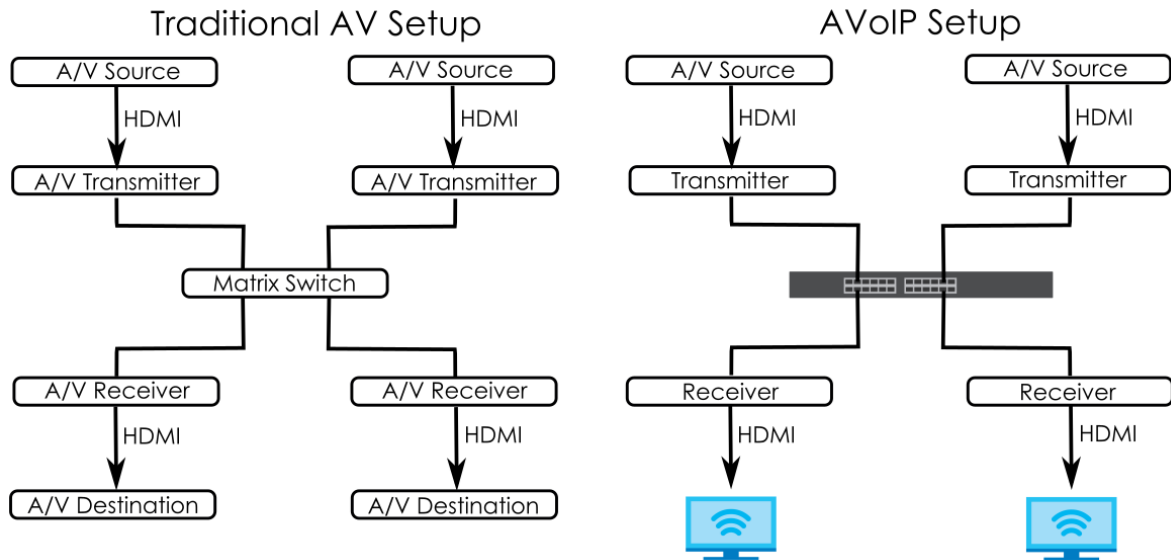 Traditional AV Setup
AVoIP Setup
A/V Source
A/V Source
A/V Source
A/V Source
HDMI
HDMI
HDMI
HDMI
A/V Transmitter
A/V Transmitter
Transmitter
Transmitter
Matrix Switch
A/V Receiver
A/V Receiver
Receiver
Receiver
HDMI
HDMI
HDMI
HDMI
A/V Destination
A/V Destination